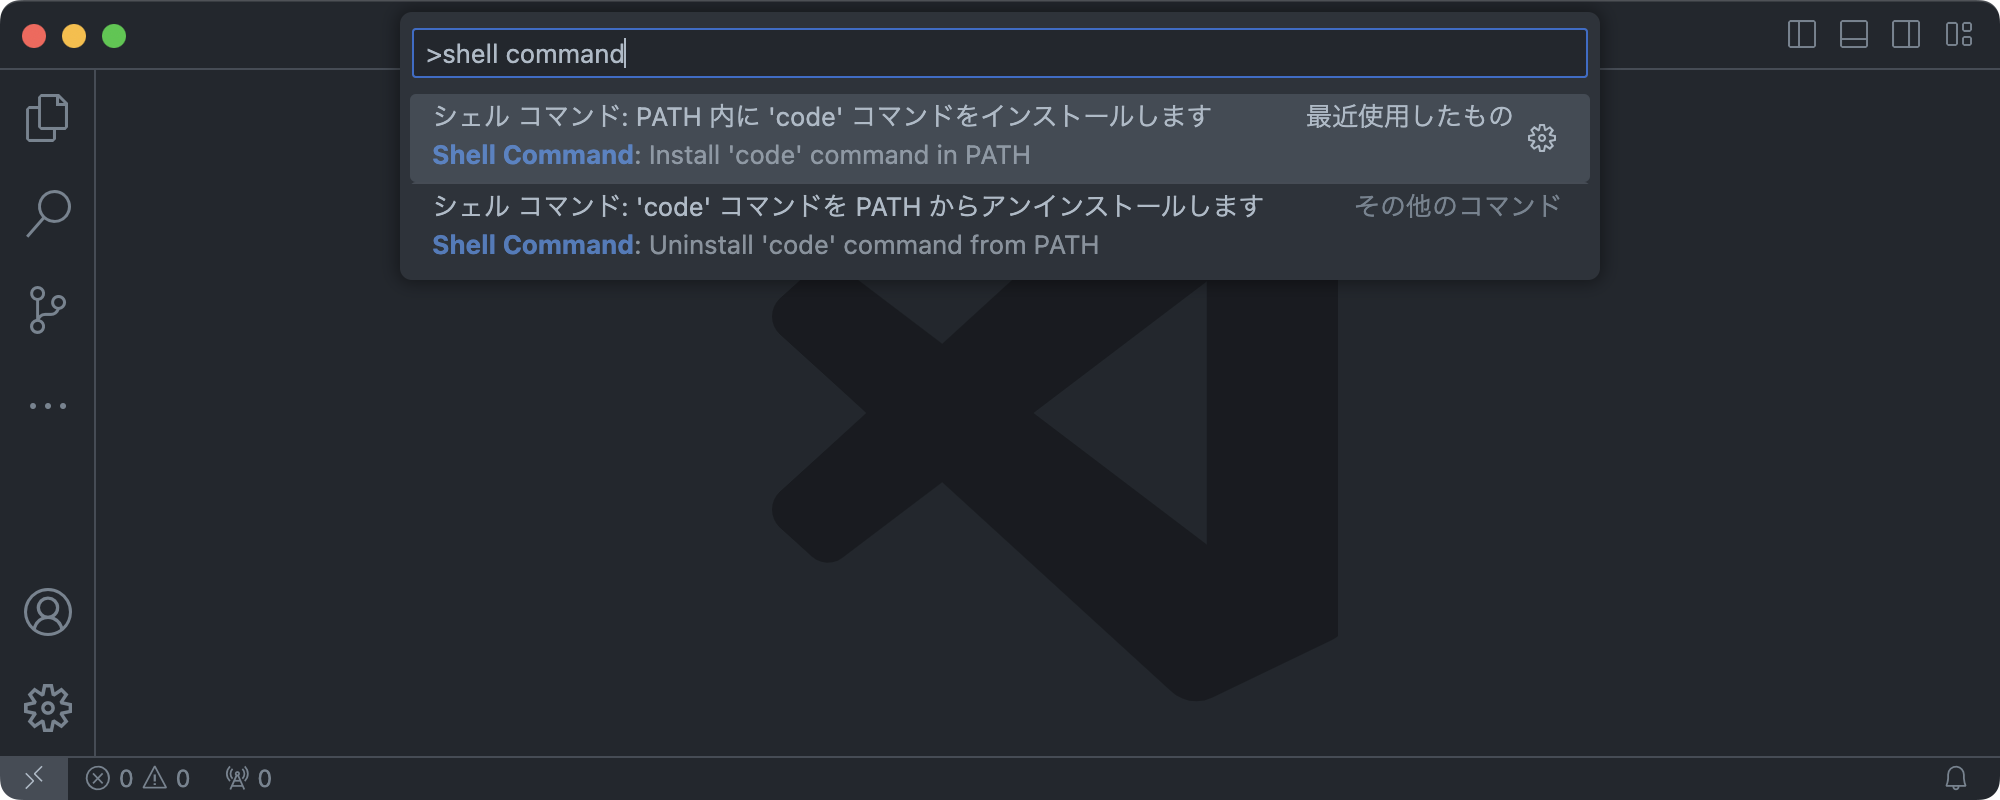 >shell command
シェル コマンド: PATH 内に 'code' コマンドをインストールします 最近使用したもの
Shell Command: Install 'code' command in PATH
シェル コマンド: 'code' コマンドを PATH からアンインストールします その他のコマンド
Shell Command: Uninstall 'code' command from PATH
0 0 0